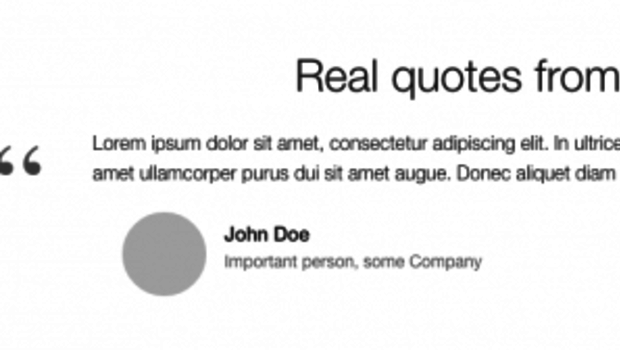 Real quotes from
“
Lorem ipsum dolor sit amet, consectetur adipiscing elit. In ultrice
amet ullamcorper purus dui sit amet augue. Donec aliquet diam
John Doe
Important person, some Company